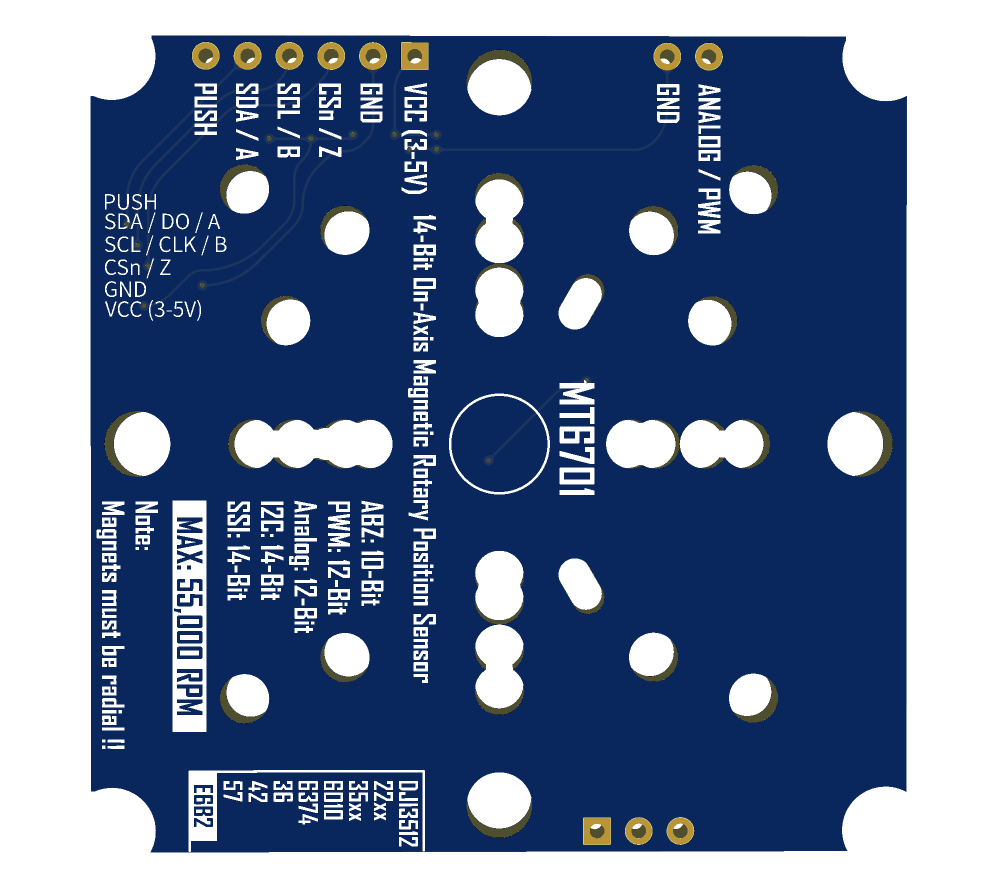 PUSH
SDA / A
SCL / B
CSn / Z
GND
VCC (3-5V)
GND
ANALOG / PWM
PUSH
SDA / DO / A
SCL / CLK / B
CSn / Z
GND
VCC (3-5V)
14-Bit On-Axis Magnetic Rotary Position Sensor
MT6701
ABZ: 10-Bit
PWM: 12-Bit
Analog: 12-Bit
I2C: 14-Bit
SSI: 14-Bit
MAX: 55,000 RPM
Note:
Magnets must be radial !!
DJI3512
22xx
35xx
6010
6374
36
42
57
E6B2